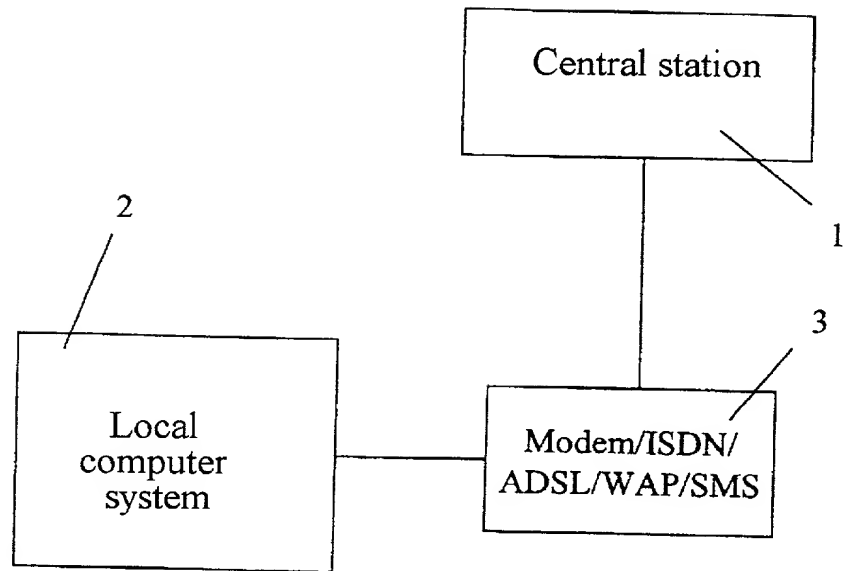 Central station
1
2
3
Local
computer
system
Modem/ISDN/
ADSL/WAP/SMS